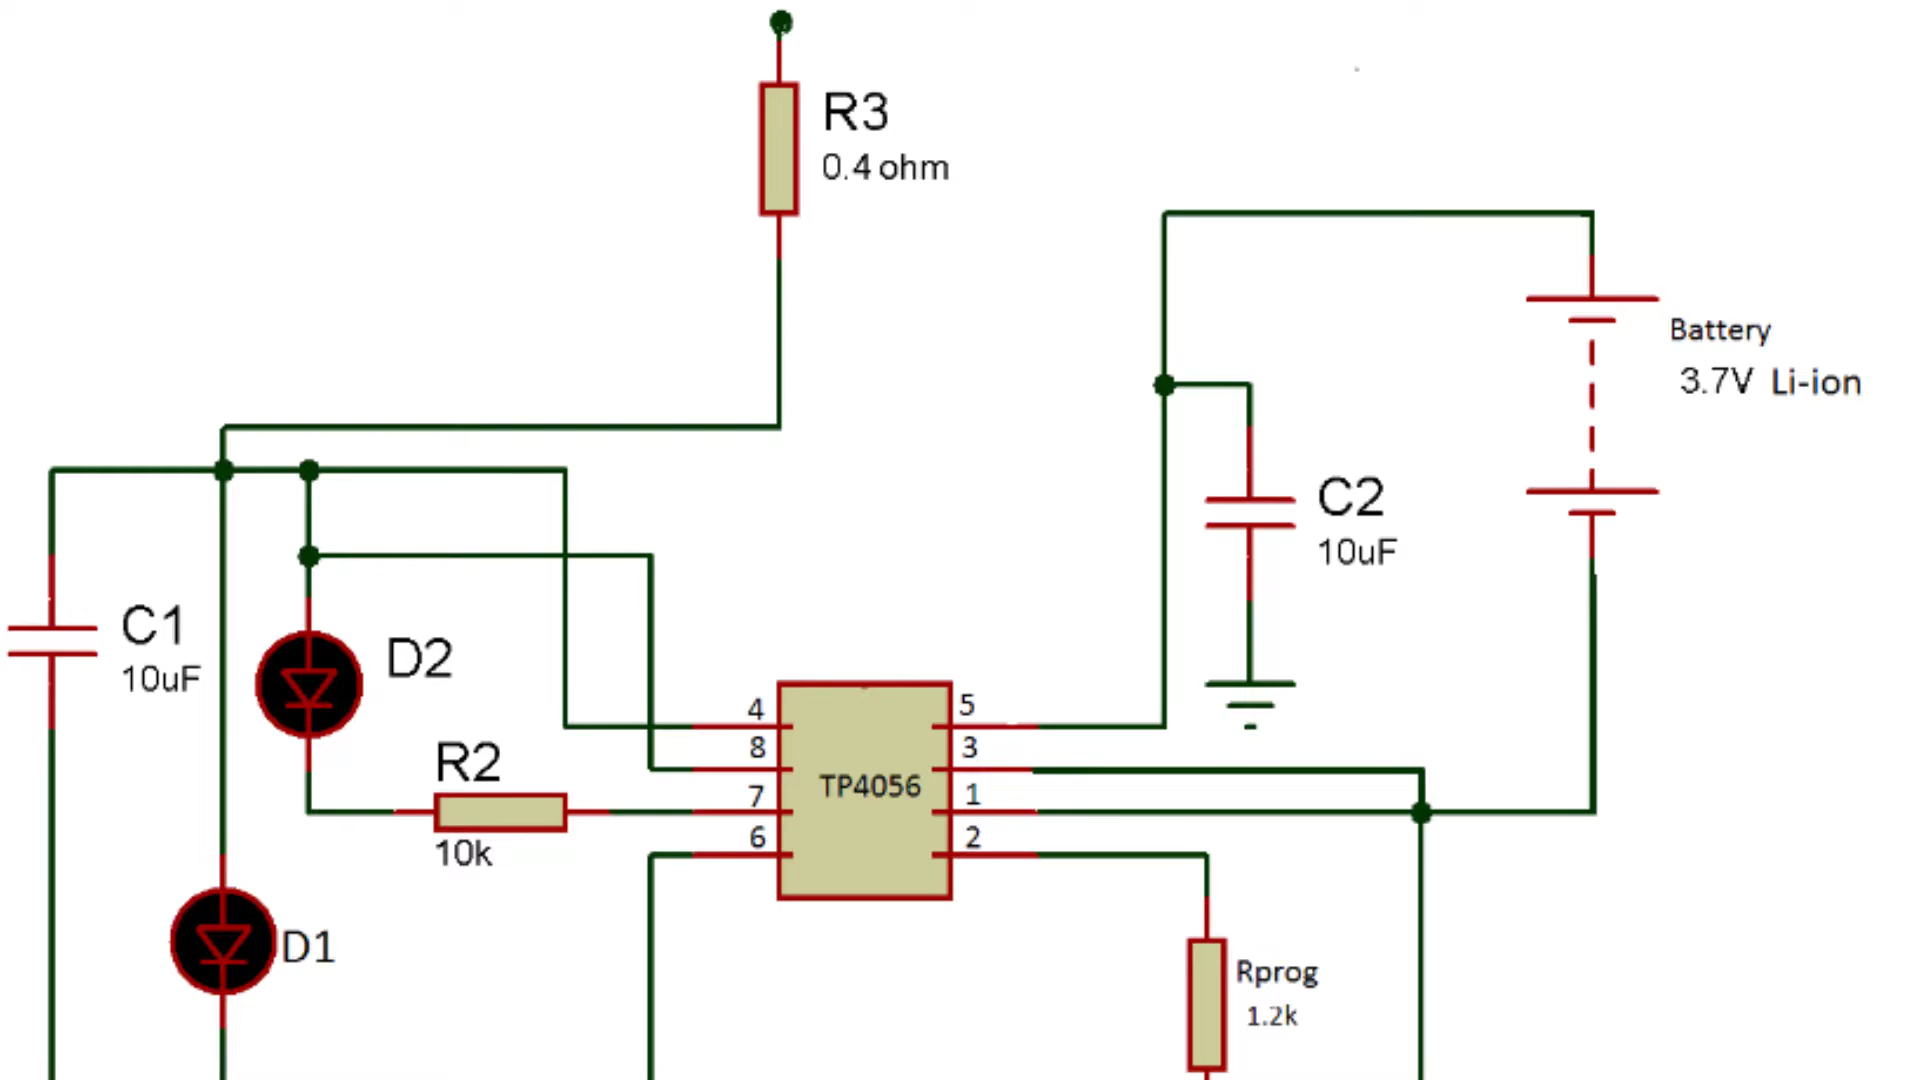 R3
0.4 ohm
Battery
3.7V Li-ion
C2
10uF
C1
10uF
D2
R2
10k
4
8
7
6
TP4056
5
3
1
2
D1
Rprog
1.2k